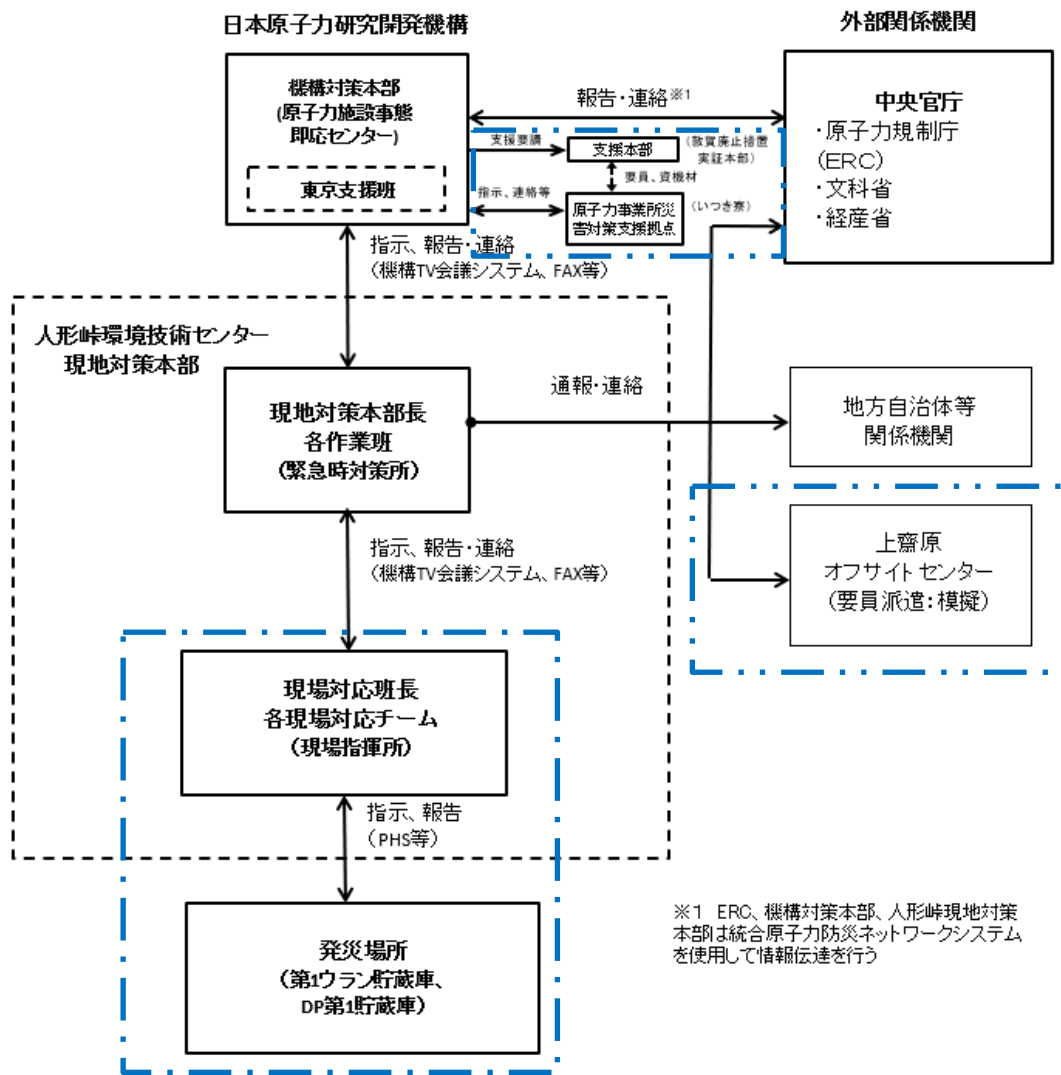 日本原子力研究開発機構
外部関係機関
機構対策本部
(原子力施設事態
即応センター)
東京支援班
報告・連絡※1
支援要請
支援本部
(敦賀廃止措置
実証本部)
要員、資機材
指示、連絡等
原子力事業所災
害対策支援拠点
(いつき寮)
中央官庁
・原子力規制庁
(ERC)
・文科省
・経産省
指示、報告・連絡
(機構TV会議システム、FAX等)
人形峠環境技術センター
現地対策本部
現地対策本部長
各作業班
(緊急時対策所)
通報・連絡
地方自治体等
関係機関
指示、報告・連絡
(機構TV会議システム、FAX等)
上齋原
オフサイトセンター
(要員派遣:模擬)
現場対応班長
各現場対応チーム
(現場指揮所)
指示、報告
(PHS等)
発災場所
(第1ウラン貯蔵庫、
DP第1貯蔵庫)
※1 ERC、機構対策本部、人形峠現地対策
本部は統合原子力防災ネットワークシステム
を使用して情報伝達を行う